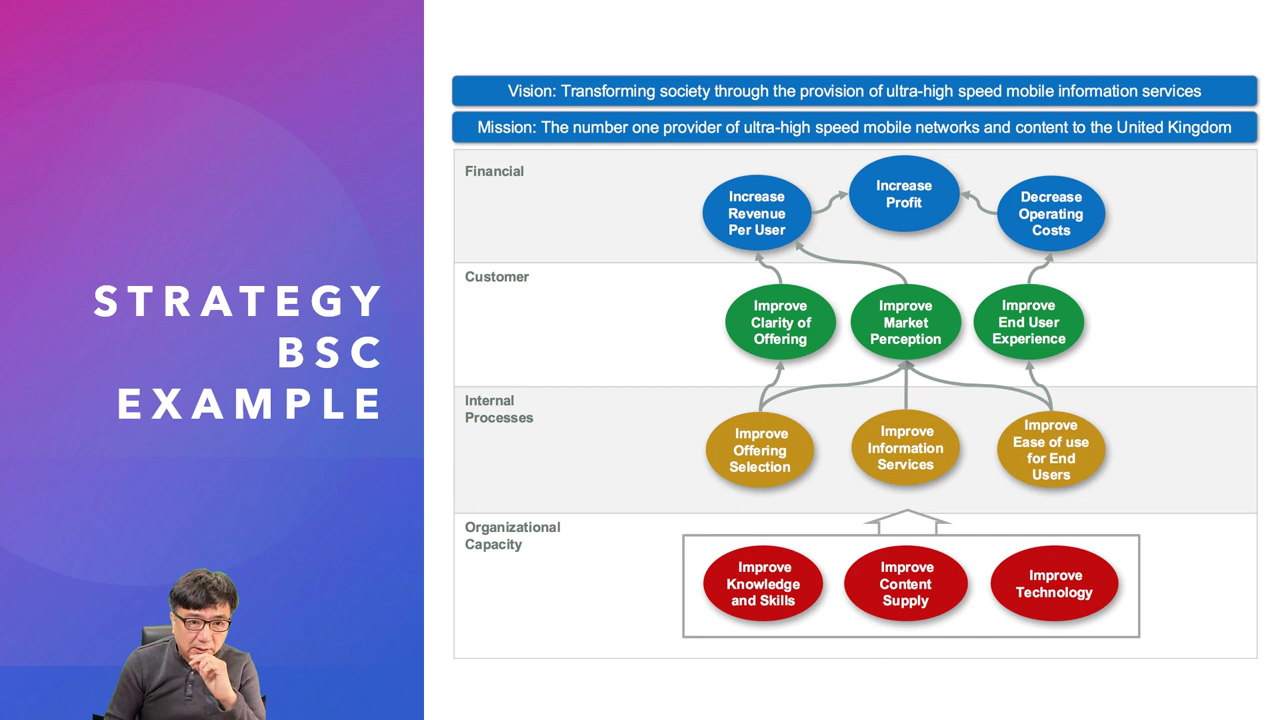 STRATEGY
BSC
EXAMPLE
Vision: Transforming society through the provision of ultra-high speed mobile information services
Mission: The number one provider of ultra-high speed mobile networks and content to the United Kingdom
Financial
Increase
Revenue
Per User
Increase
Profit
Decrease
Operating
Costs
Customer
Improve
Clarity of
Offering
Improve
Market
Perception
Improve
End User
Experience
Internal
Processes
Improve
Offering
Selection
Improve
Information
Services
Improve
Ease of use
for End
Users
Organizational
Capacity
Improve
Knowledge
and Skills
Improve
Content
Supply
Improve
Technology